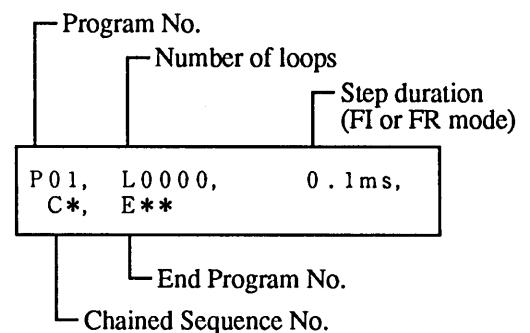 Program No.
Number of loops
Step duration
(FI or FR mode)
P01, L0000, 0.1ms,
C*, E**
End Program No.
Chained Sequence No.